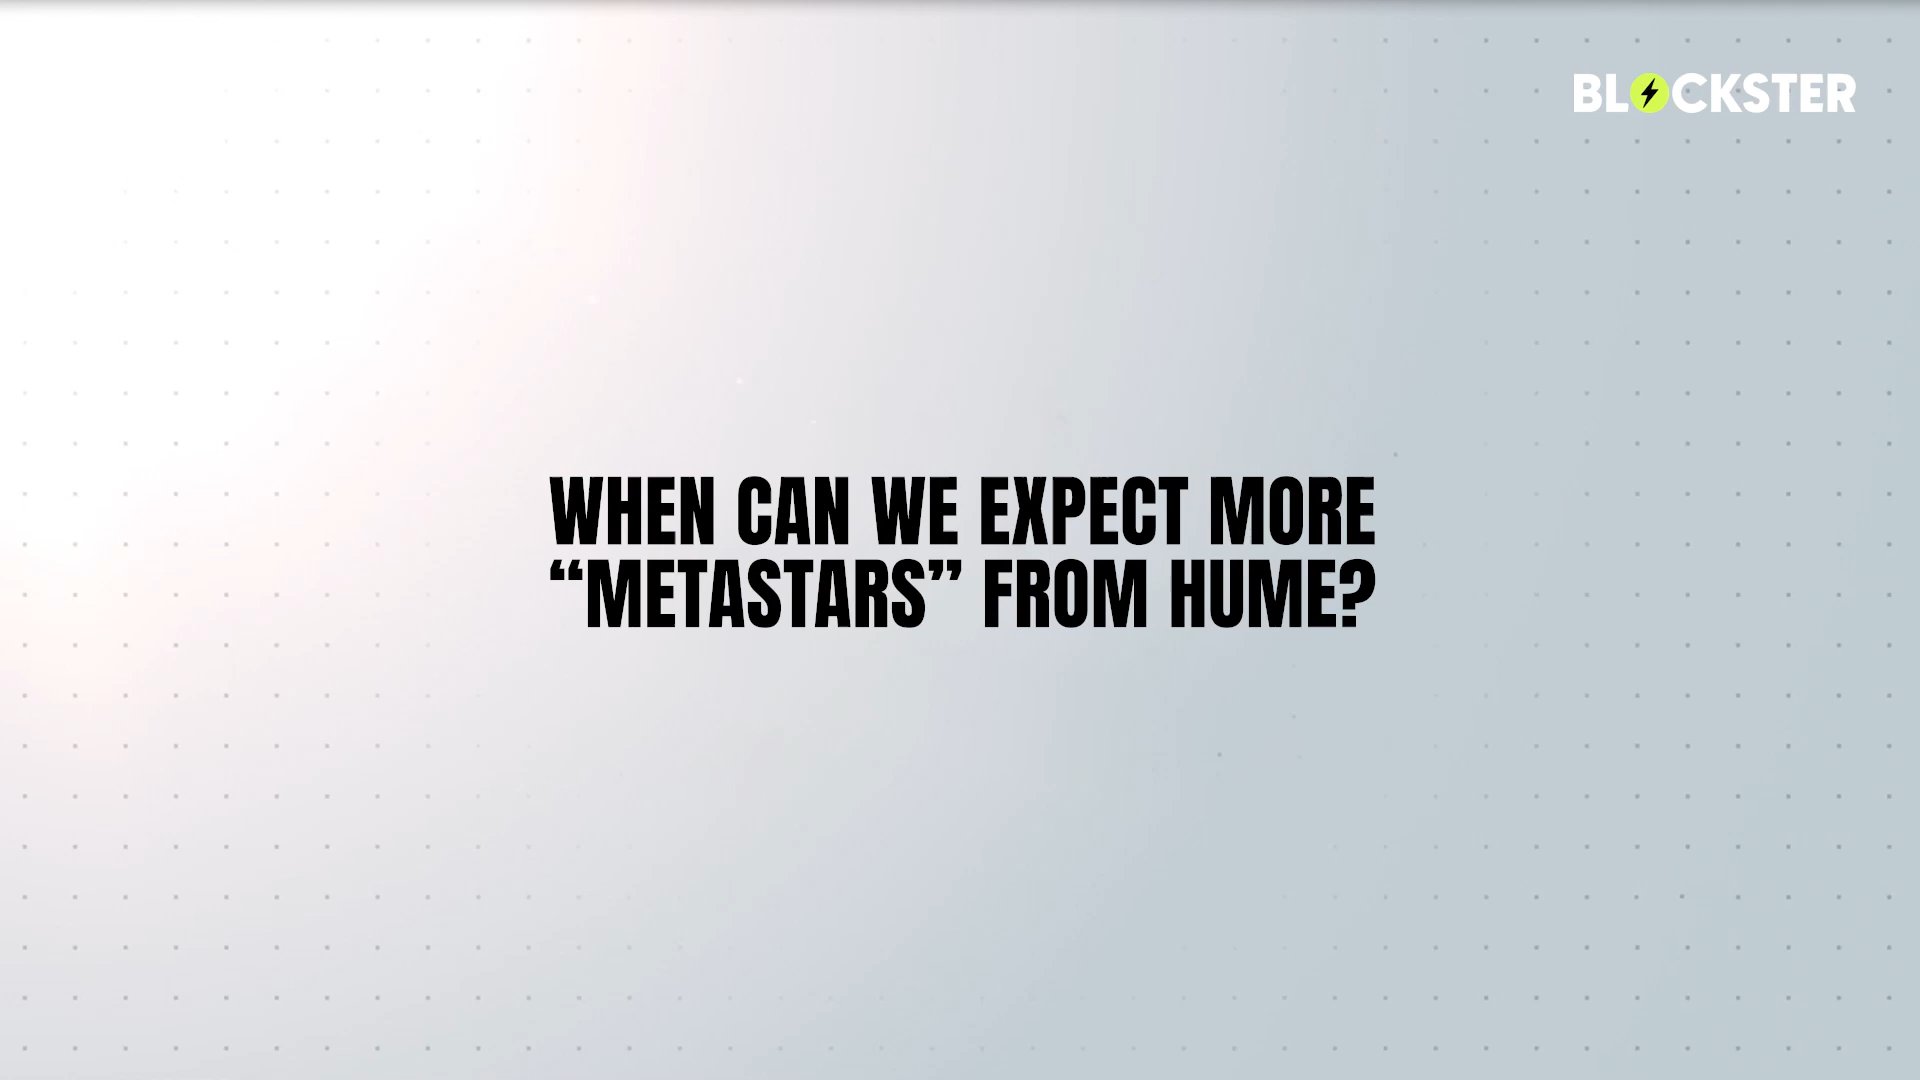 BLOCKSTER
WHEN CAN WE EXPECT MORE
“METASTARS” FROM HUME?